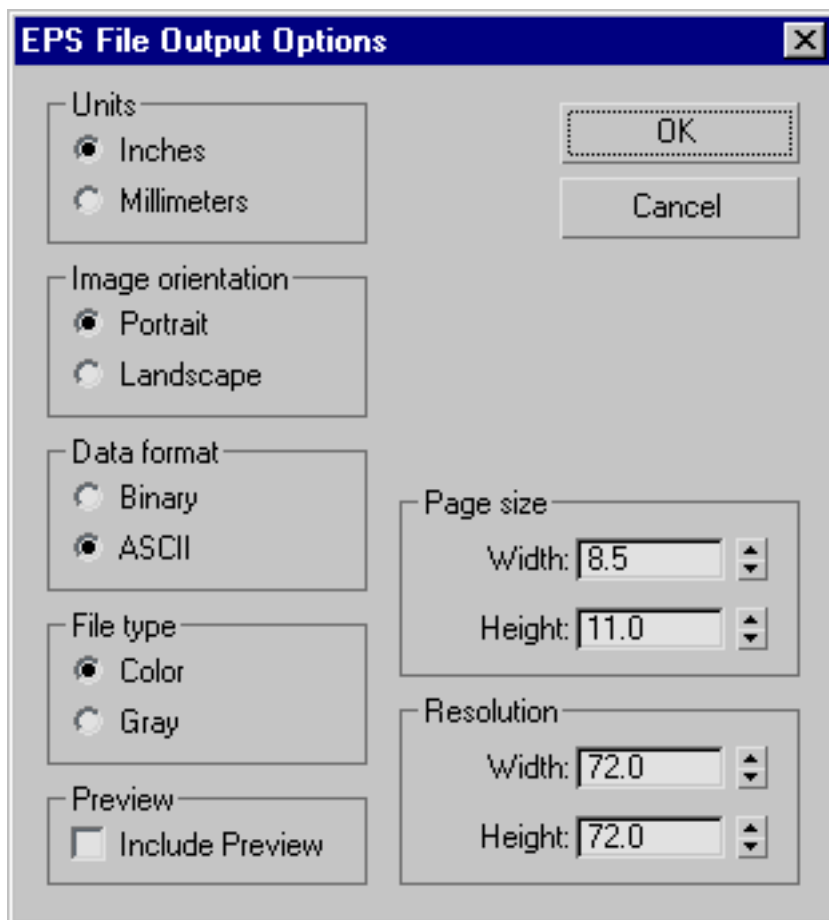 EPS File Output Options
Units
Inches
Millimeters
OK
Cancel
Image orientation
Portrait
Landscape
Data format
Binary
ASCII
Page size
Width: 8.5
Height: 11.0
File type
Color
Gray
Resolution
Width: 72.0
Height: 72.0
Preview
Include Preview